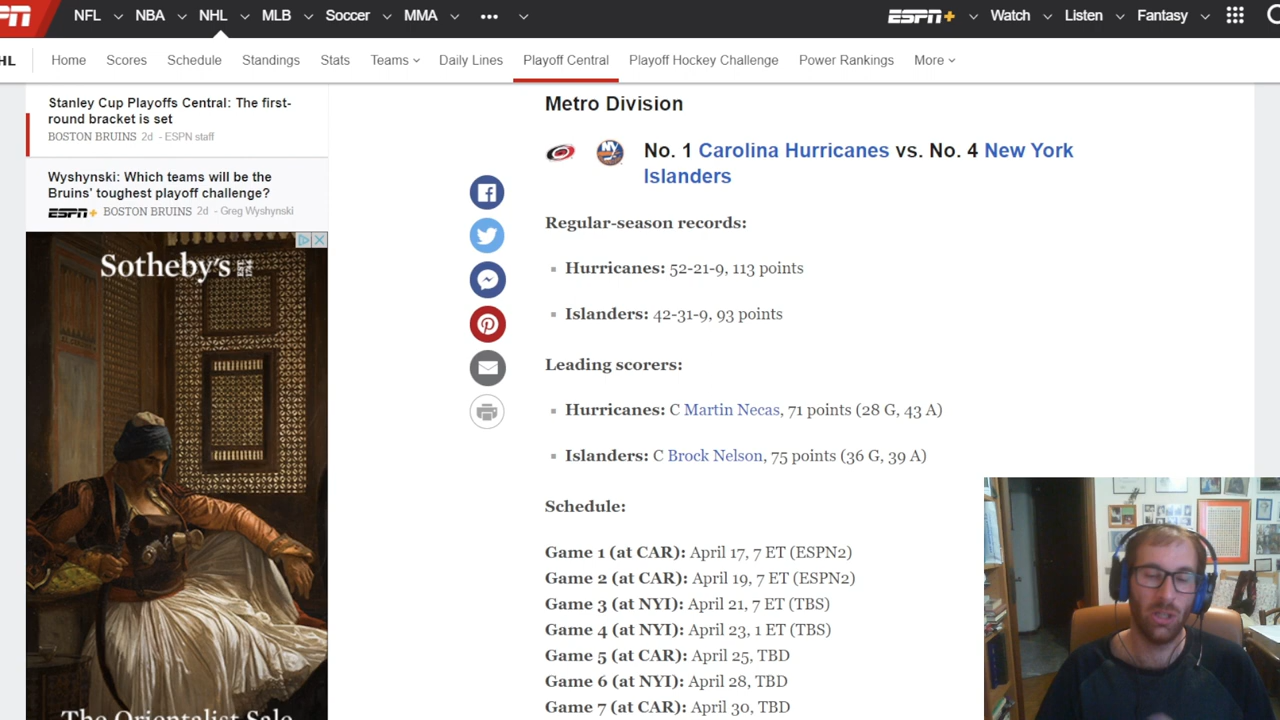 NFL NBA NHL MLB Soccer MMA ESPN+ Watch Listen Fantasy
Home Scores Schedule Standings Stats Teams Daily Lines Playoff Central Playoff Hockey Challenge Power Rankings More
Stanley Cup Playoffs Central: The first-
round bracket is set
BOSTON BRUINS 2d - ESPN staff
Wyshynski: Which teams will be the
Bruins' toughest playoff challenge?
ESPN+ BOSTON BRUINS 2d - Greg Wyshynski
Sotheby's
The Orientalist Sale
Metro Division
NY
No. 1 Carolina Hurricanes vs. No. 4 New York
Islanders
Regular-season records:
Hurricanes: 52-21-9, 113 points
Islanders: 42-31-9, 93 points
Leading scorers:
Hurricanes: C Martin Necas, 71 points (28 G, 43 A)
Islanders: C Brock Nelson, 75 points (36 G, 39 A)
Schedule:
Game 1 (at CAR): April 17, 7 ET (ESPN2)
Game 2 (at CAR): April 19, 7 ET (ESPN2)
Game 3 (at NYI): April 21, 7 ET (TBS)
Game 4 (at NYI): April 23, 1 ET (TBS)
Game 5 (at CAR): April 25, TBD
Game 6 (at NYI): April 28, TBD
Game 7 (at CAR): April 30, TBD